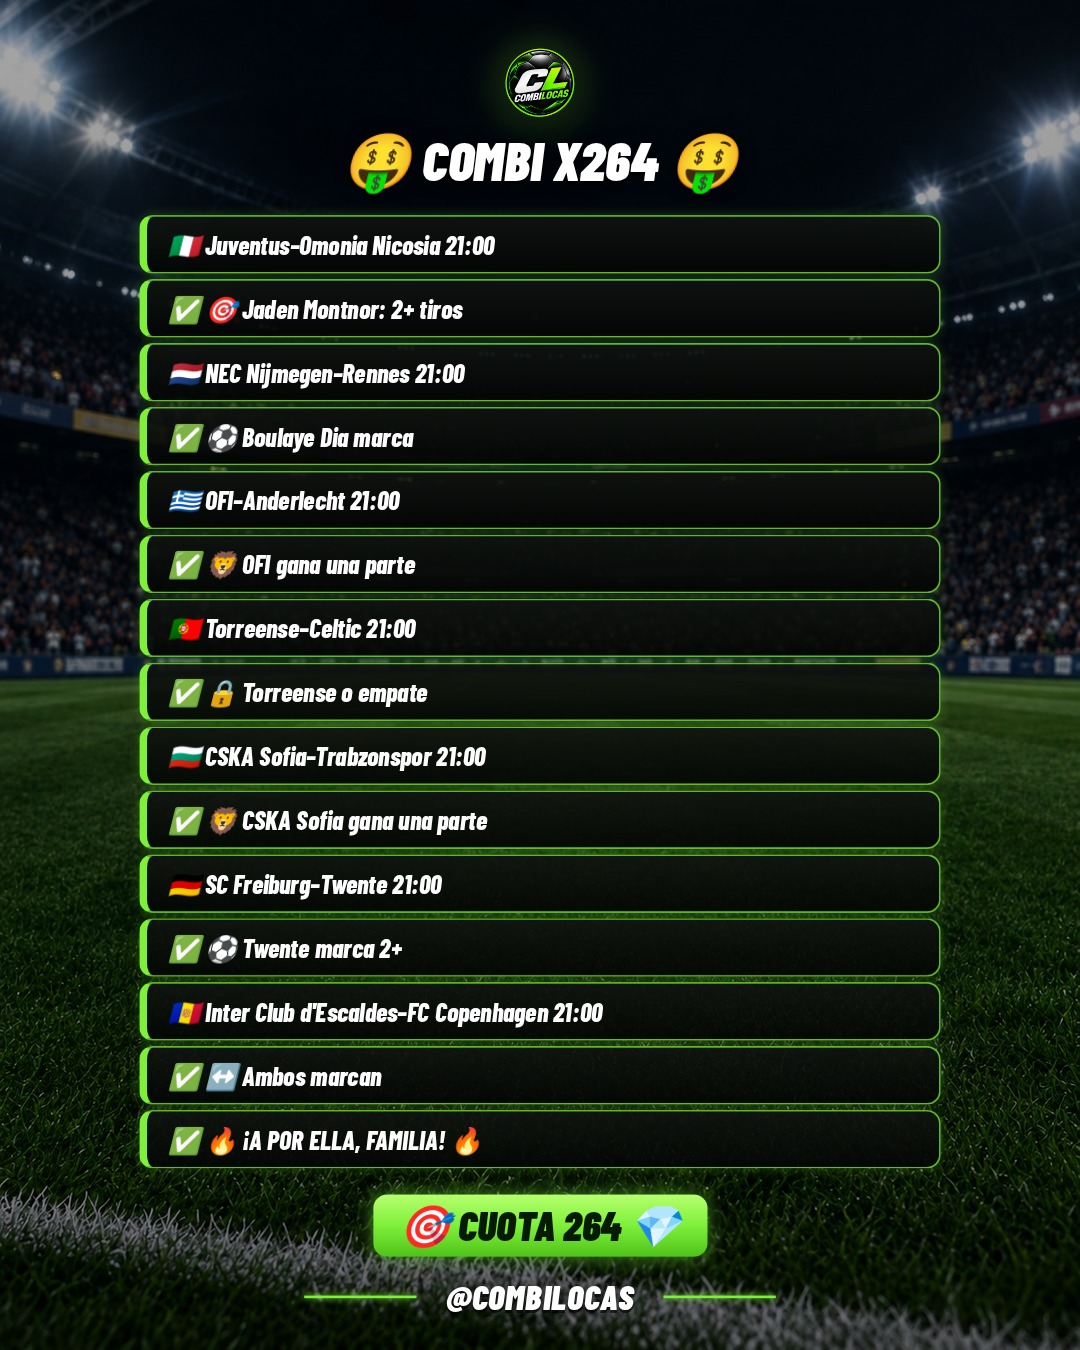 CL
COMBILOCAS
🤑 COMBI X264 🤑
🇮🇹 Juventus-Omonia Nicosia 21:00
✅ 🎯 Jaden Montnor: 2+ tiros
🇳🇱 NEC Nijmegen-Rennes 21:00
✅ ⚽ Boulaye Dia marca
🇬🇷 OFI-Anderlecht 21:00
✅ 🦁 OFI gana una parte
🇵🇹 Torreense-Celtic 21:00
✅ 🔒 Torreense o empate
🇧🇬 CSKA Sofia-Trabzonspor 21:00
✅ 🦁 CSKA Sofia gana una parte
🇩🇪 SC Freiburg-Twente 21:00
✅ ⚽ Twente marca 2+
🇦🇩 Inter Club d'Escaldes-FC Copenhagen 21:00
✅ ↔️ Ambos marcan
✅ 🔥 ¡A POR ELLA, FAMILIA! 🔥
🎯 CUOTA 264 💎
@COMBILOCAS